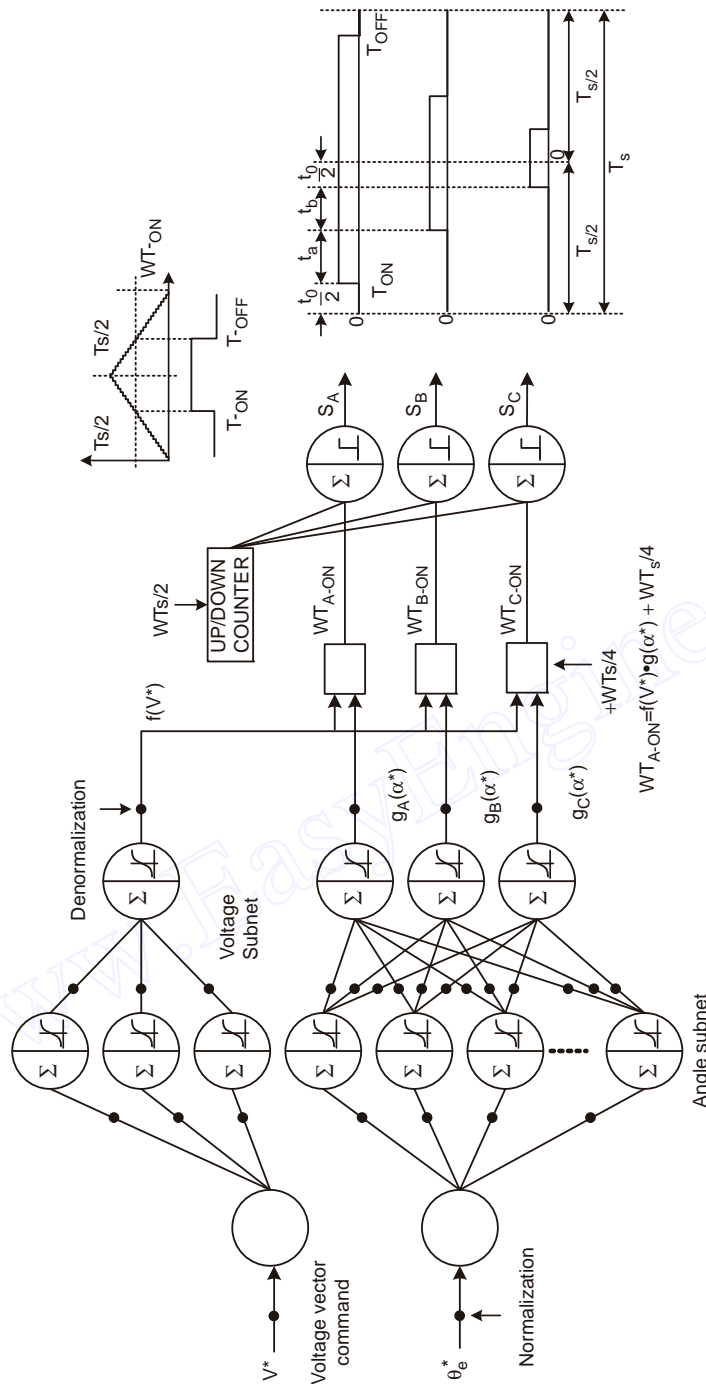 V*
Voltage vector
command
θe*
Normalization
Σ
Σ
Σ
Σ
Σ
Σ
Σ
Angle subnet
Voltage
Subnet
Denormalization
Σ
Σ
Σ
Σ
f(V*)
gA(α*)
gB(α*)
gC(α*)
WTs/2
UP/DOWN
COUNTER
WTA-ON
WTB-ON
WTC-ON
+WTs/4
WTA-ON=f(V*)•g(α*) + WTs/4
Σ
Σ
Σ
SA
SB
SC
Ts/2
Ts/2
WT-ON
T-ON
T-OFF
t0/2
ta
tb
t0/2
TON
TOFF
0
0
0
0
Ts/2
Ts/2
Ts
ww.EasyEngine